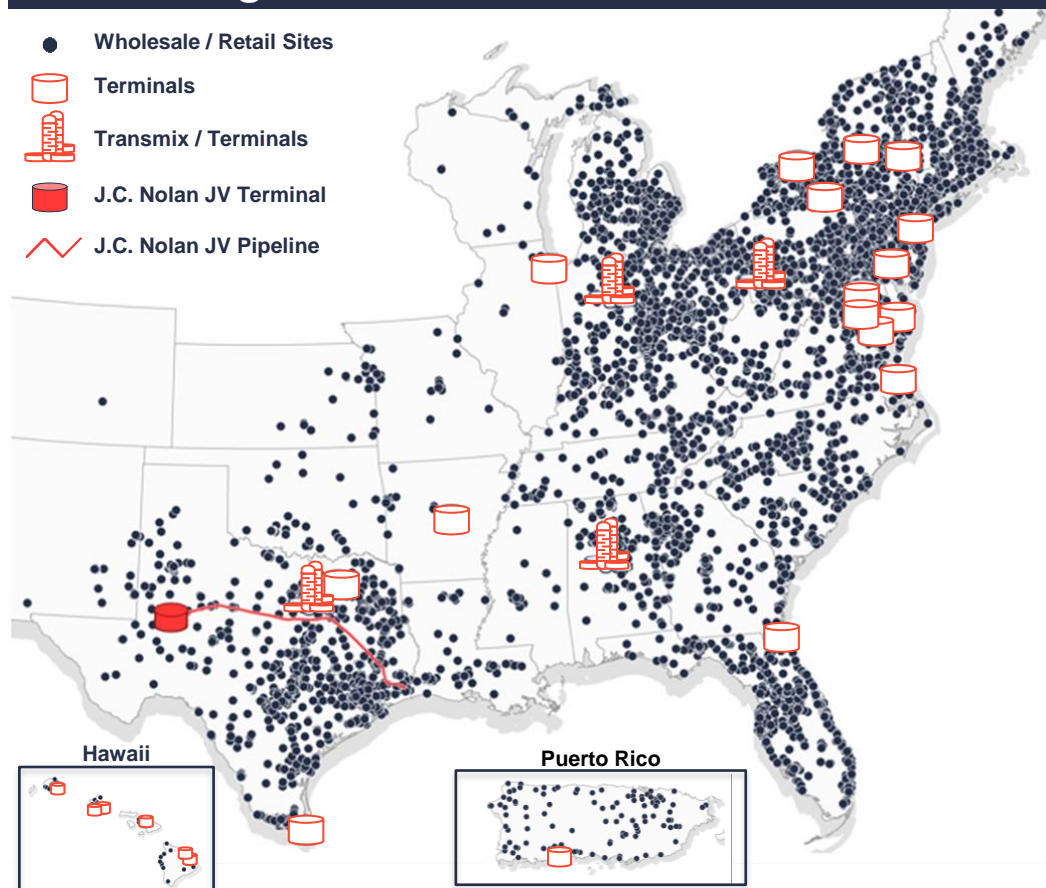 Wholesale / Retail Sites
Terminals
Transmix / Terminals
J.C. Nolan JV Terminal
J.C. Nolan JV Pipeline
Hawaii
Puerto Rico